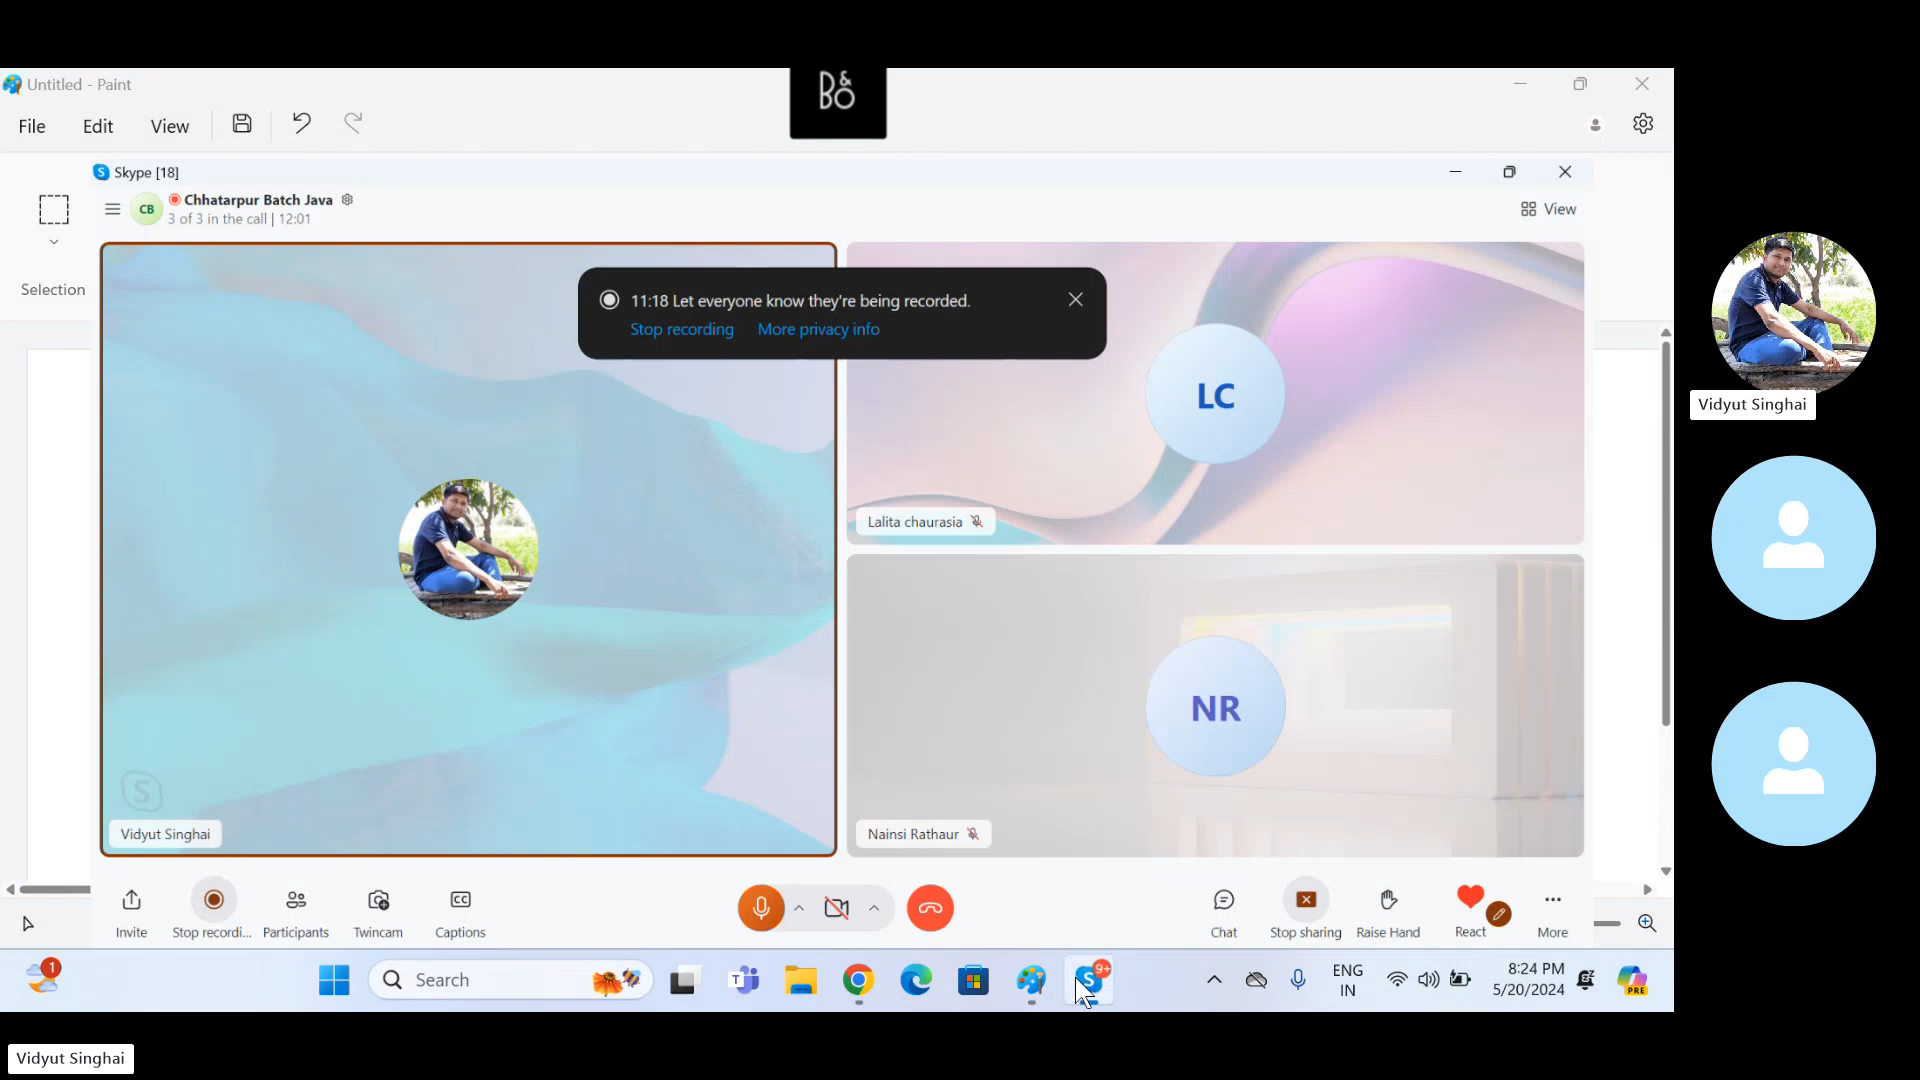 Untitled - Paint
B&O
File Edit View
Selection
Skype [18]
CB
Chhatarpur Batch Java
3 of 3 in the call | 12:01
View
11:18 Let everyone know they're being recorded.
Stop recording More privacy info
LC
Lalita chaurasia
NR
Vidyut Singhai
Nainsi Rathaur
Invite Stop recordi... Participants Twincam Captions
Chat Stop sharing Raise Hand React More
1
Search
T
S
9+
ENG
IN
8:24 PM
5/20/2024
PRE
Vidyut Singhai
Vidyut Singhai